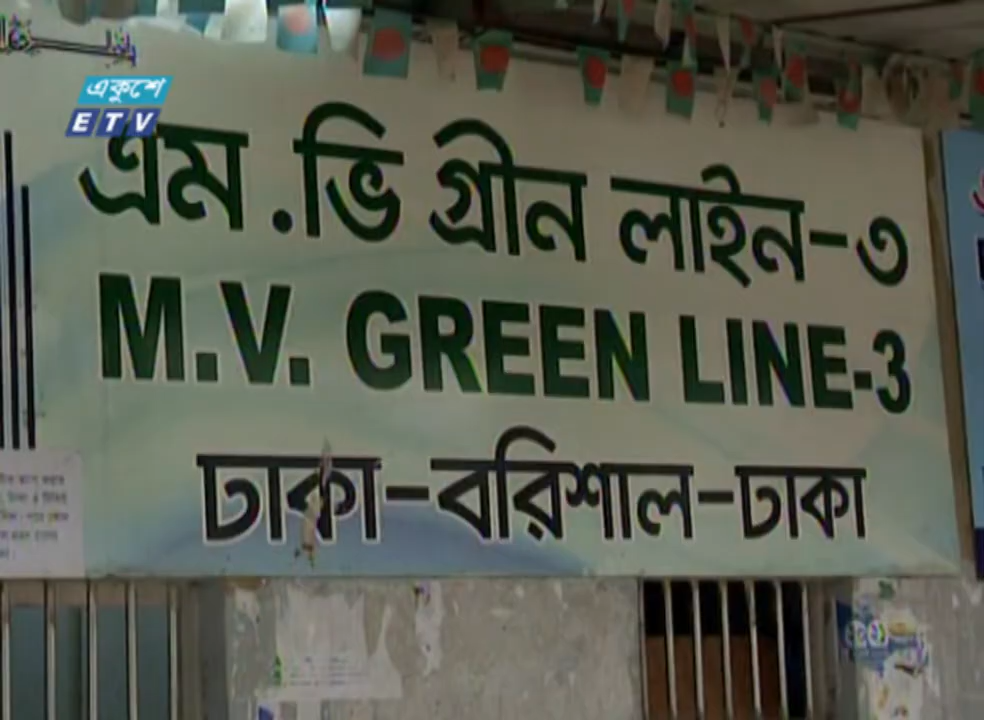 একুশে
ETV
এম.ভি গ্রীন লাইন-৩
M.V. GREEN LINE-3
ঢাকা-বরিশাল-ঢাকা